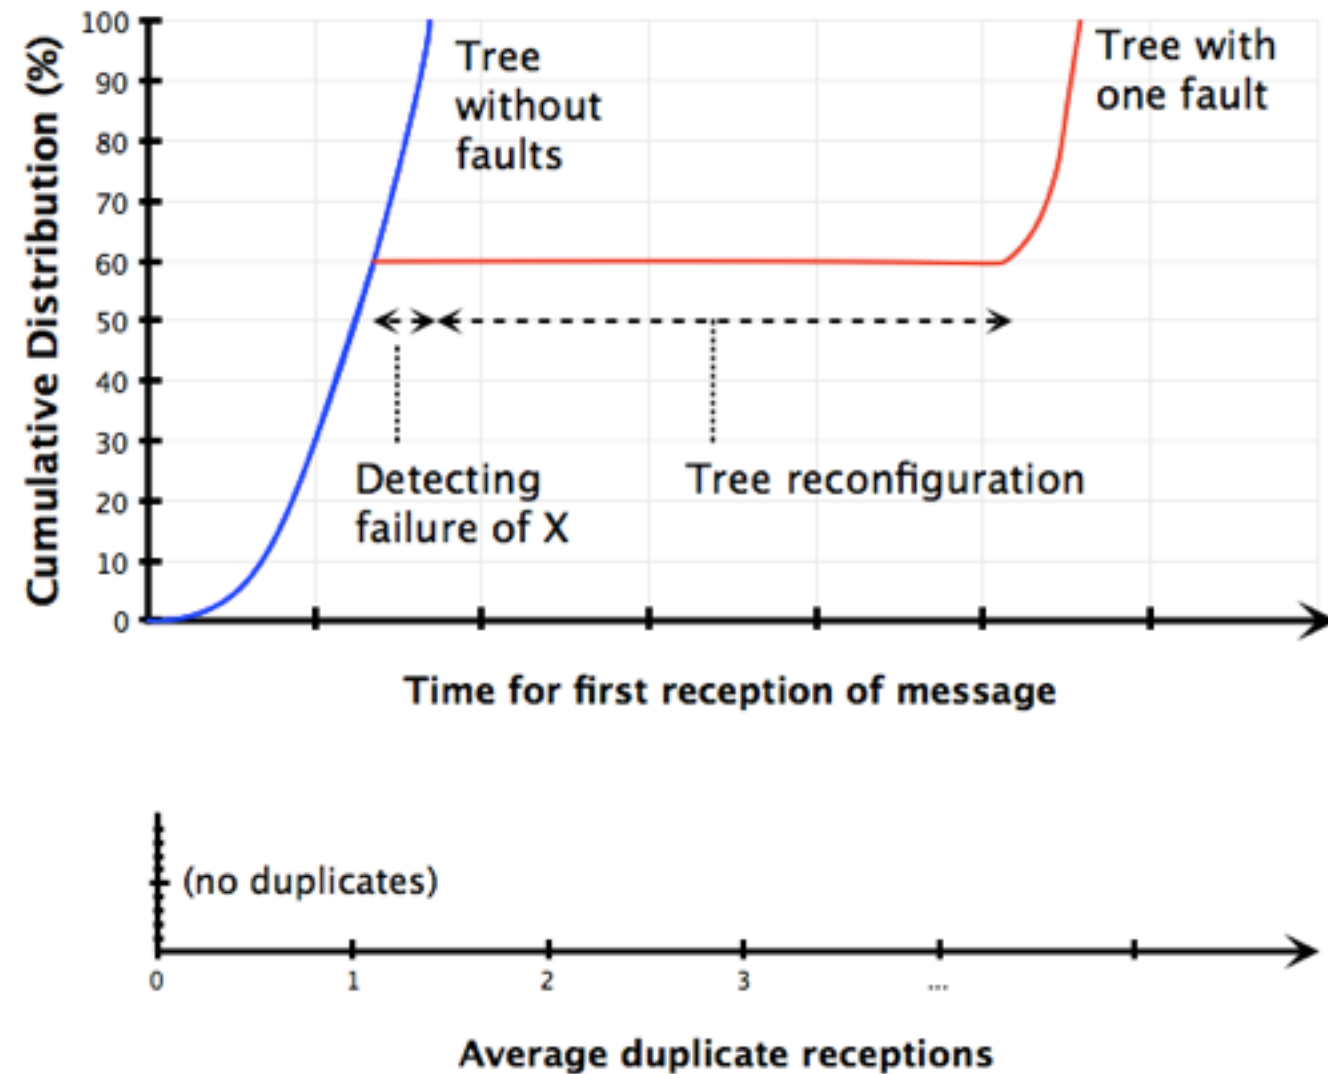 Cumulative Distribution (%)
100
90
80
70
60
50
40
30
20
10
0
Tree
without
faults
Tree with
one fault
Detecting
failure of X
Tree reconfiguration
Time for first reception of message
(no duplicates)
0 1 2 3 ...
Average duplicate receptions